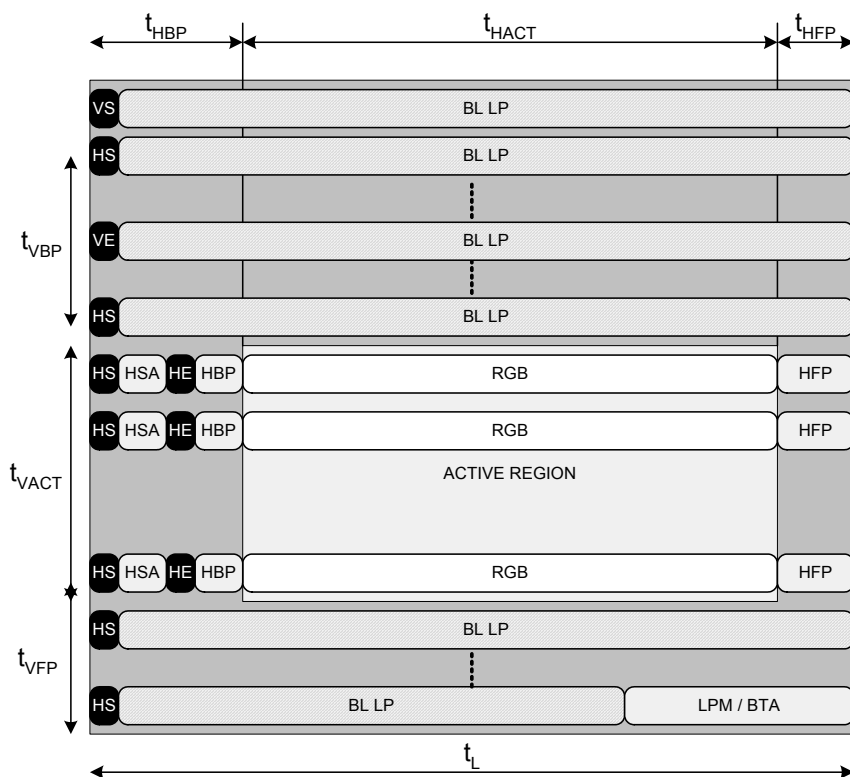 tHBP tHACT tHFP
VS BL LP
HS BL LP
tVBP
VE BL LP
HS BL LP
HS HSA HE HBP RGB HFP
HS HSA HE HBP RGB HFP
tVACT ACTIVE REGION
HS HSA HE HBP RGB HFP
HS BL LP
tVFP
HS BL LP LPM / BTA
tL